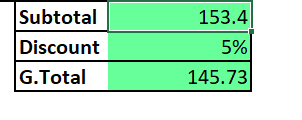 Subtotal 153.4
Discount 5%
G.Total 145.73